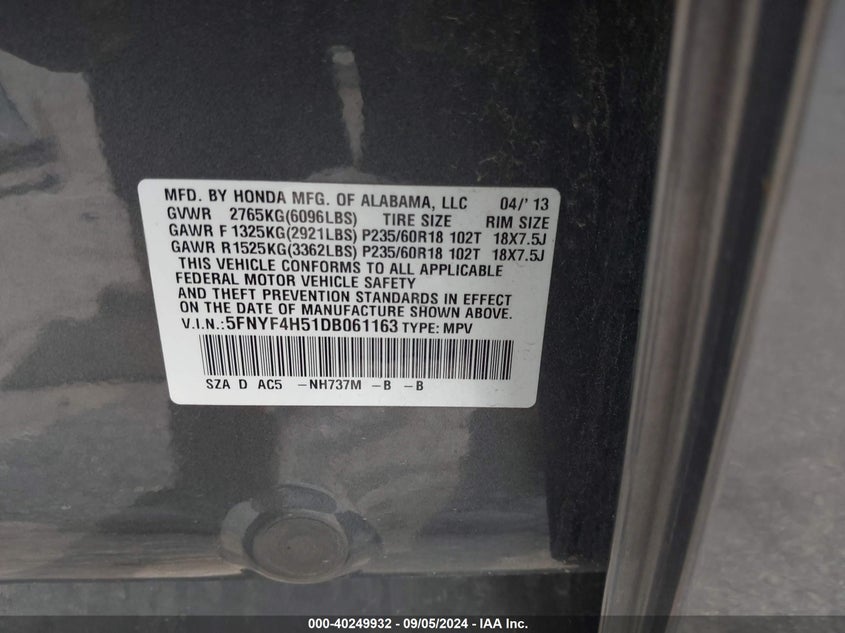 MFD. BY HONDA MFG. OF ALABAMA, LLC 04/' 13
GVWR 2765KG(6096LBS) TIRE SIZE RIM SIZE
GAWR F 1325KG(2921LBS) P235/60R18 102T 18X7.5J
GAWR R 1525KG(3362LBS) P235/60R18 102T 18X7.5J
THIS VEHICLE CONFORMS TO ALL APPLICABLE
FEDERAL MOTOR VEHICLE SAFETY
AND THEFT PREVENTION STANDARDS IN EFFECT
ON THE DATE OF MANUFACTURE SHOWN ABOVE.
V.I.N.: 5FNYF4H51DB061163 TYPE: MPV
SZA D AC5 -NH737M -B -B
000-40249932 - 09/05/2024 - IAA Inc.